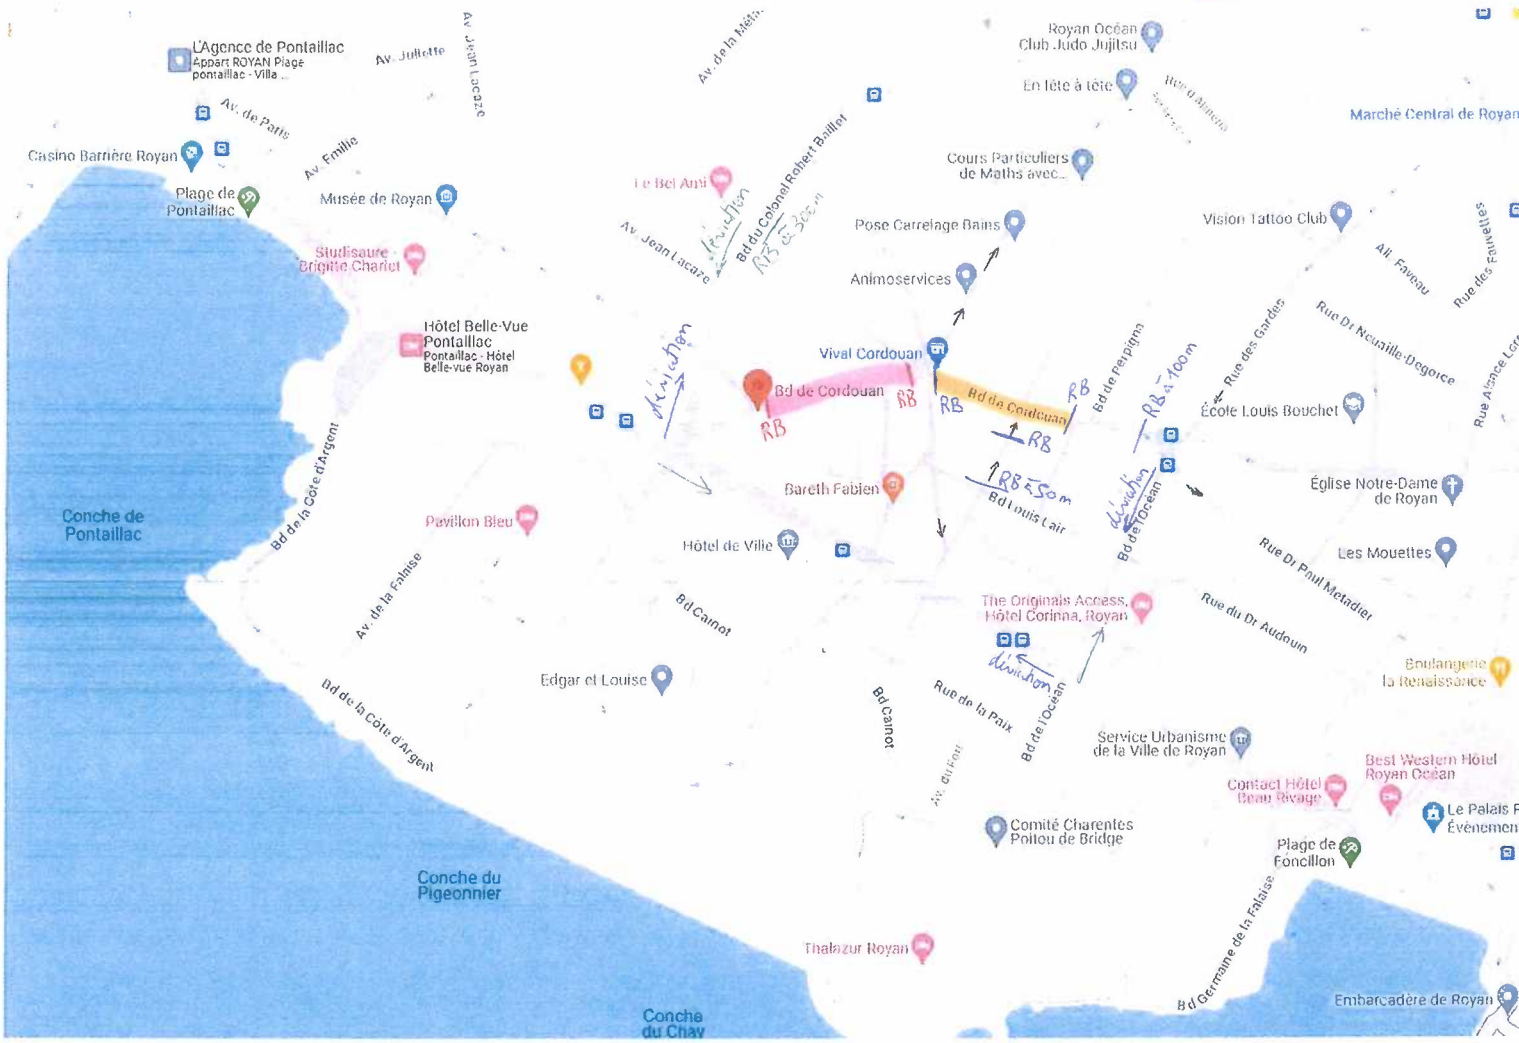 L'Agence de Pontaillac
Appart ROYAN Plage
pontaillac - Villa ...
Av. Juliette
Av. Jean Lacaze
Av. de la Méta
Royan Océan
Club Judo Jujitsu
En tête à tête
Marché Central de Royan
Av. de Paris
Av. Emilie
Casino Barrière Royan
Plage de
Pontaillac
Musée de Royan
Le Bel Ami
Bd du Colonel Robert Baillet
déviation
RB à 300m
Av. Jean Lacaze
Cours Particuliers
de Maths avec...
Pose Carrelage Bains
Vision Tattoo Club
All. Faveau
Rue des Fauvettes
Studisaure -
Brigitte Chariet
Animoservices
Hôtel Belle-Vue
Pontaillac
Pontaillac - Hôtel
Belle-vue Royan
déviation
Vival Cordouan
Bd de Cordouan
RB
RB
RB
Bd de Cordouan
RB
RB
Bd de Perpigna
RB à 100m
Rue des Gardes
Rue Dr Nouaille-Degorce
Rue Alsace Lorr
École Louis Bouchet
Bd de la Côte d'Argent
Conche de
Pontaillac
Pavillon Bleu
Bareth Fabien
RB à 50m
Bd Louis Lair
déviation
Bd de l'Océan
Église Notre-Dame
de Royan
Hôtel de Ville
Les Mouettes
Rue Dr Paul Metadier
Av. de la Falaise
Bd Carnot
The Originals Access,
Hôtel Corinna, Royan
Rue du Dr Audouin
déviation
Edgar et Louise
Boulangerie
la Renaissance
Bd de la Côte d'Argent
Bd Carnot
Rue de la Paix
Bd de l'Océan
Av. du Fort
Service Urbanisme
de la Ville de Royan
Best Western Hôtel
Royan Océan
Contact Hôtel
Beau Rivage
Le Palais
Évènemen
Comité Charentes
Poitou de Bridge
Plage de
Foncillon
Conche du
Pigeonnier
Bd Germaine de la Falaise
Thalazur Royan
Embarcadère de Royan
Conche
du Chay